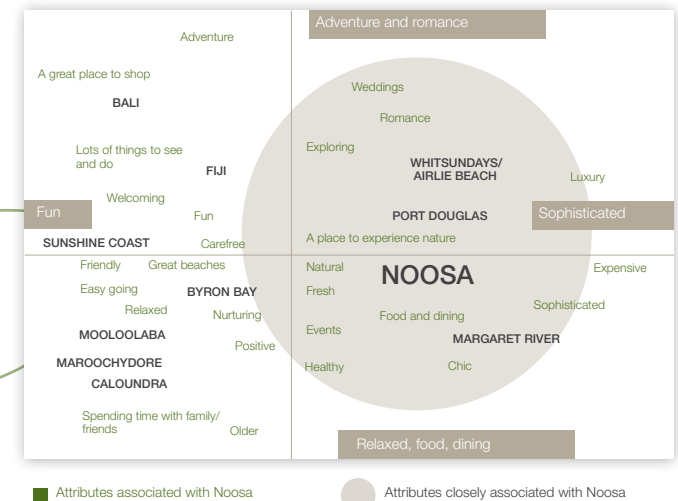 Adventure and romance
Adventure
A great place to shop
Weddings
BALI
Romance
Exploring
Lots of things to see
and do
WHITSUNDAYS/
AIRLIE BEACH
FIJI
Luxury
Welcoming
Fun
Fun
PORT DOUGLAS
Sophisticated
SUNSHINE COAST
Carefree
A place to experience nature
Friendly
Great beaches
Natural
NOOSA
Expensive
Easy going
BYRON BAY
Fresh
Relaxed
Nurturing
Food and dining
Sophisticated
MOOLOOLABA
Events
Positive
MARGARET RIVER
MAROOCHYDORE
Healthy
Chic
CALOUNDRA
Spending time with family/
friends
Older
Relaxed, food, dining
Attributes associated with Noosa
Attributes closely associated with Noosa